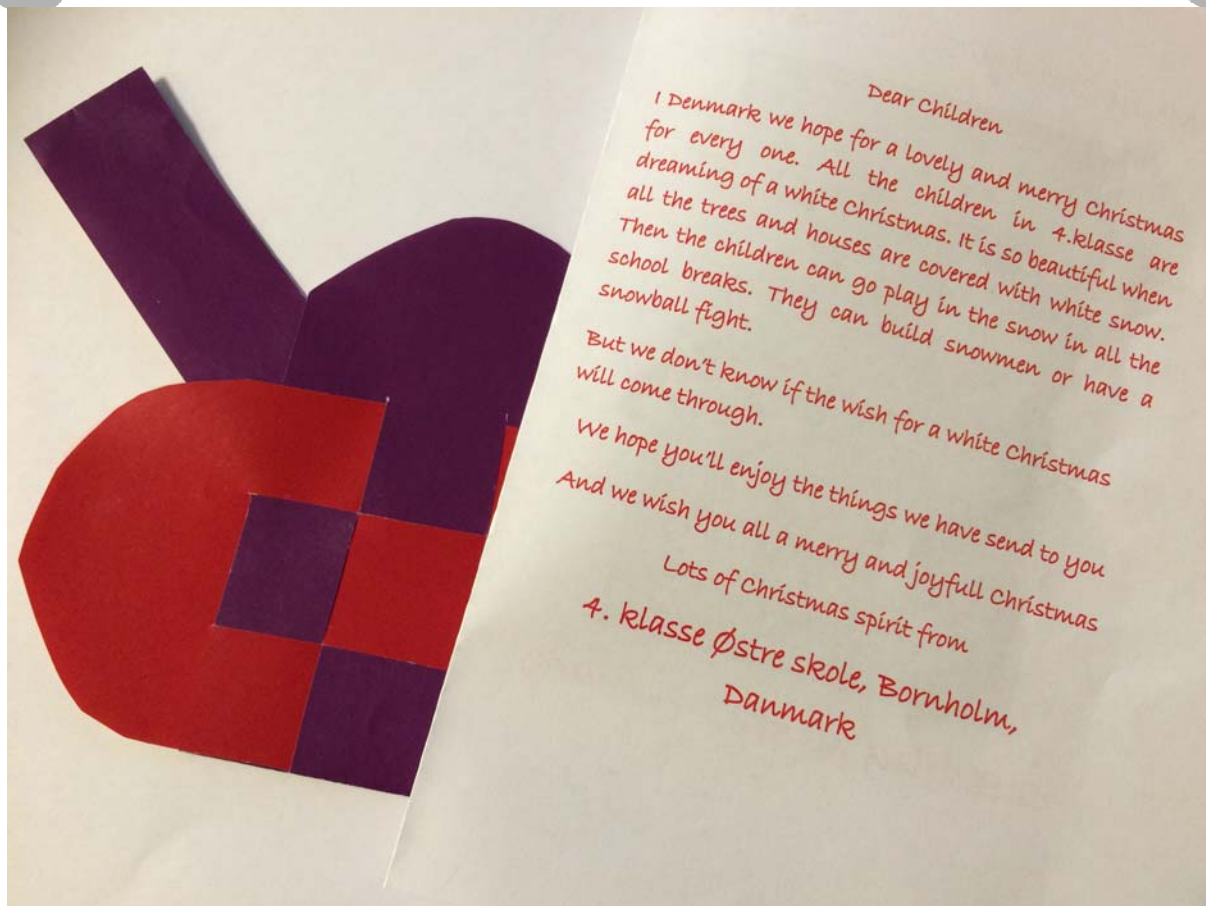 Dear Children
I Denmark we hope for a lovely and merry Christmas
for every one. All the children in 4.klasse are
dreaming of a white Christmas. It is so beautiful when
all the trees and houses are covered with white snow.
Then the children can go play in the snow in all the
school breaks. They can build snowmen or have a
snowball fight.
But we don't know if the wish for a white Christmas
will come through.
We hope you'll enjoy the things we have send to you
And we wish you all a merry and joyfull Christmas
Lots of Christmas spirit from
4. klasse Østre skole, Bornholm,
Danmark